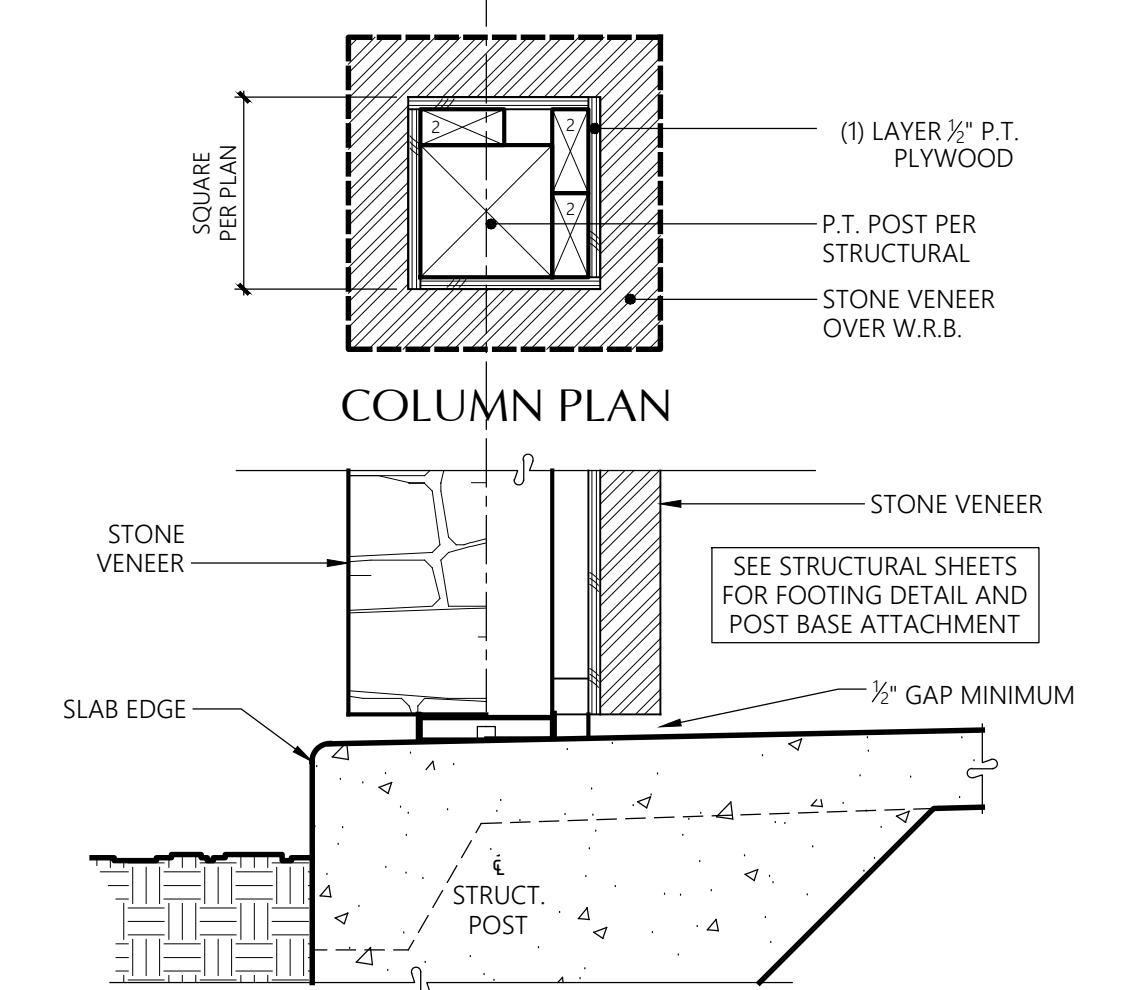 SQUARE
PER PLAN
2
2
2
(1) LAYER ½" P.T.
PLYWOOD
P.T. POST PER
STRUCTURAL
STONE VENEER
OVER W.R.B.
COLUMN PLAN
STONE
VENEER
STONE VENEER
SEE STRUCTURAL SHEETS
FOR FOOTING DETAIL AND
POST BASE ATTACHMENT
SLAB EDGE
½" GAP MINIMUM
℄
STRUCT.
POST